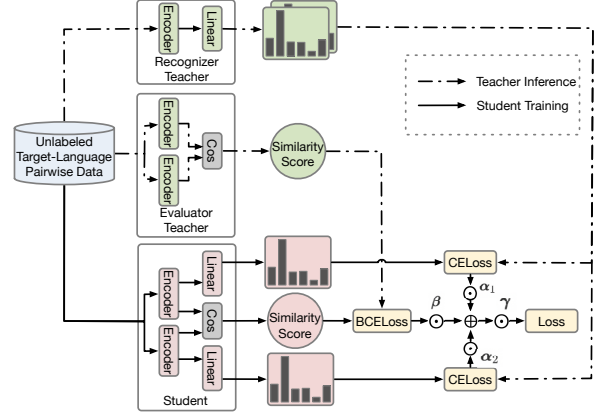 Encoder
Linear
Recognizer
Teacher
Teacher Inference
Student Training
Unlabeled
Target-Language
Pairwise Data
Encoder
Encoder
Cos
Similarity
Score
Evaluator
Teacher
Encoder
Encoder
Linear
Cos
Linear
Student
Similarity
Score
CELoss
α₁
BCELoss
β
γ
Loss
α₂
CELoss